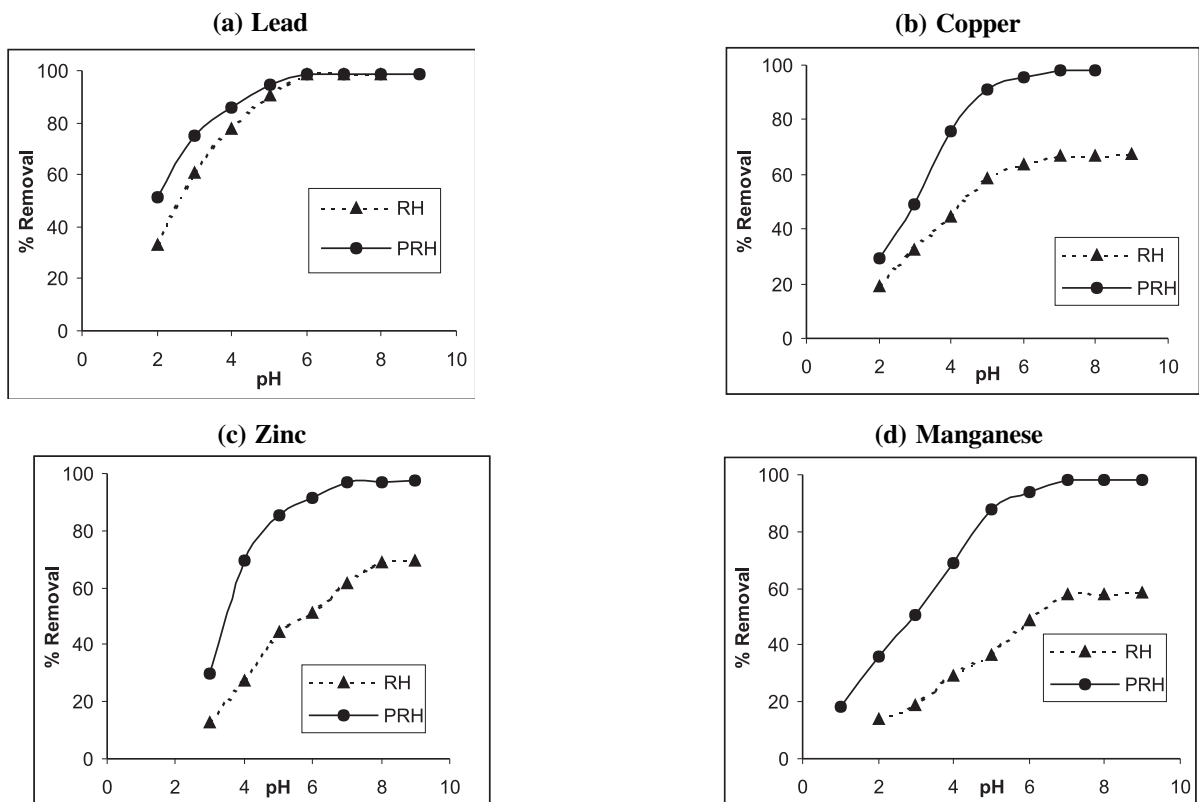 (a) Lead
100
80
60
40
20
0
% Removal
RH
PRH
0 2 4 6 8 10
pH
(b) Copper
100
80
60
40
20
0
% Removal
RH
PRH
0 2 4 6 8 10
pH
(c) Zinc
100
80
60
40
20
0
% Removal
RH
PRH
0 2 4 6 8 10
pH
(d) Manganese
100
80
60
40
20
0
% Removal
RH
PRH
0 2 4 6 8 10
pH